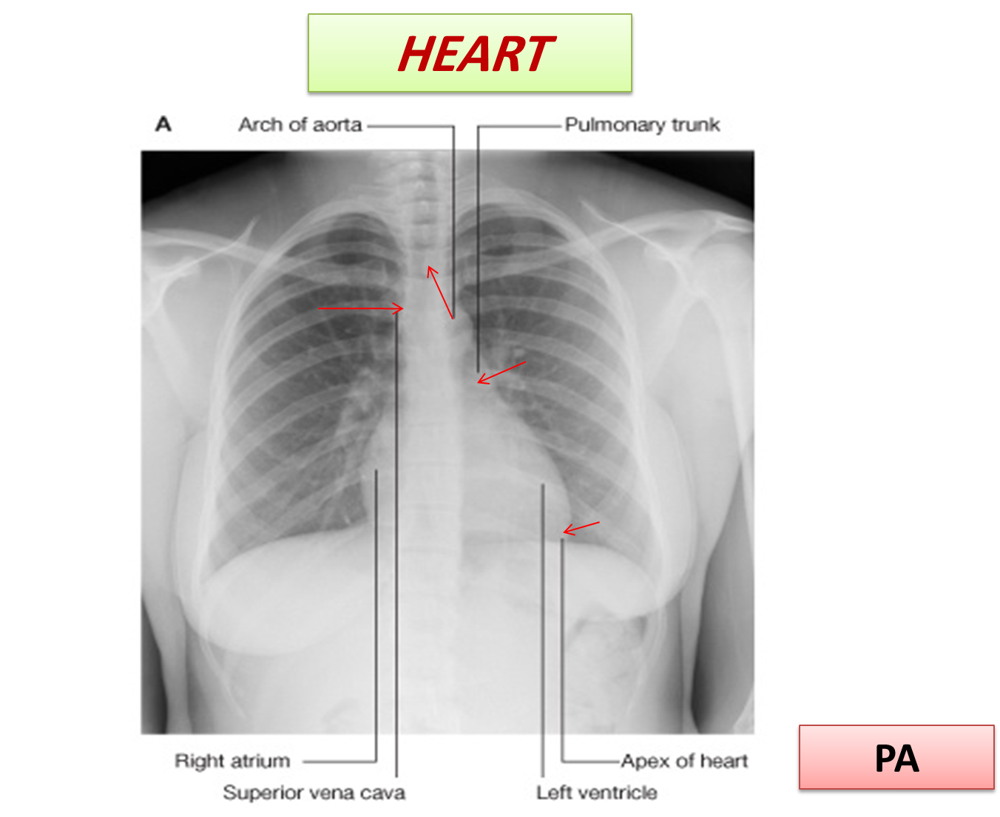 HEART
A
Arch of aorta
Pulmonary trunk
Right atrium
Apex of heart
PA
Superior vena cava
Left ventricle